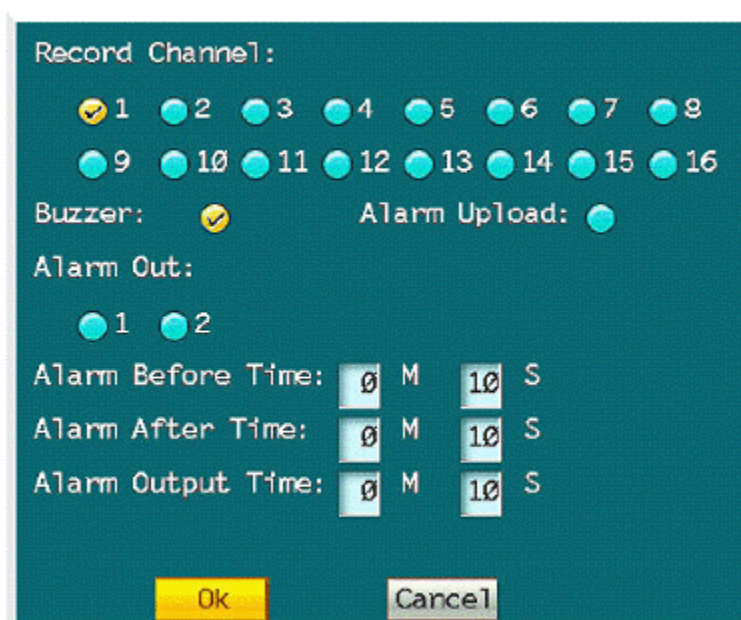 Record Channel:
1 2 3 4 5 6 7 8
9 10 11 12 13 14 15 16
Buzzer: Alarm Upload:
Alarm Out:
1 2
Alarm Before Time: 0 M 10 S
Alarm After Time: 0 M 10 S
Alarm Output Time: 0 M 10 S
Ok Cancel